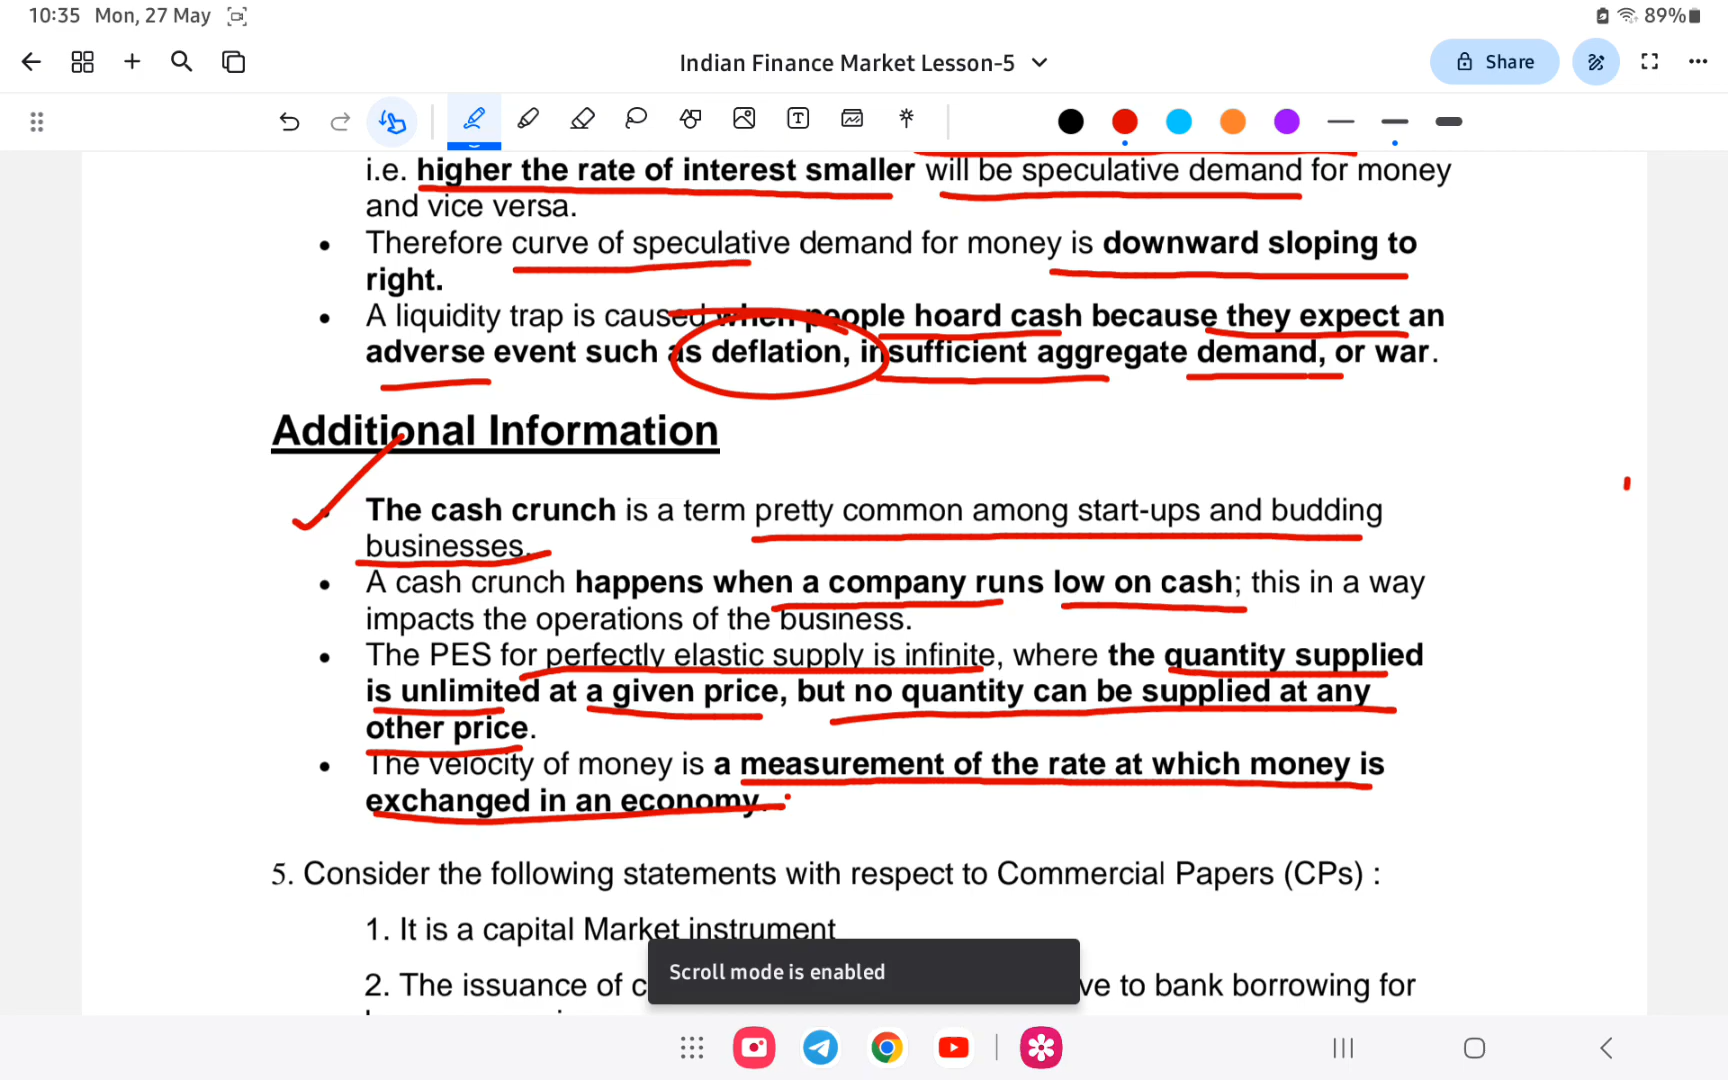 10:35 Mon, 27 May 89%
Indian Finance Market Lesson-5
Share
i.e. higher the rate of interest smaller will be speculative demand for money
and vice versa.
• Therefore curve of speculative demand for money is downward sloping to
right.
• A liquidity trap is caused when people hoard cash because they expect an
adverse event such as deflation, insufficient aggregate demand, or war.
Additional Information
The cash crunch is a term pretty common among start-ups and budding
businesses.
• A cash crunch happens when a company runs low on cash; this in a way
impacts the operations of the business.
• The PES for perfectly elastic supply is infinite, where the quantity supplied
is unlimited at a given price, but no quantity can be supplied at any
other price.
• The velocity of money is a measurement of the rate at which money is
exchanged in an economy.
5. Consider the following statements with respect to Commercial Papers (CPs) :
1. It is a capital Market instrument
2. The issuance of to bank borrowing for
Scroll mode is enabled